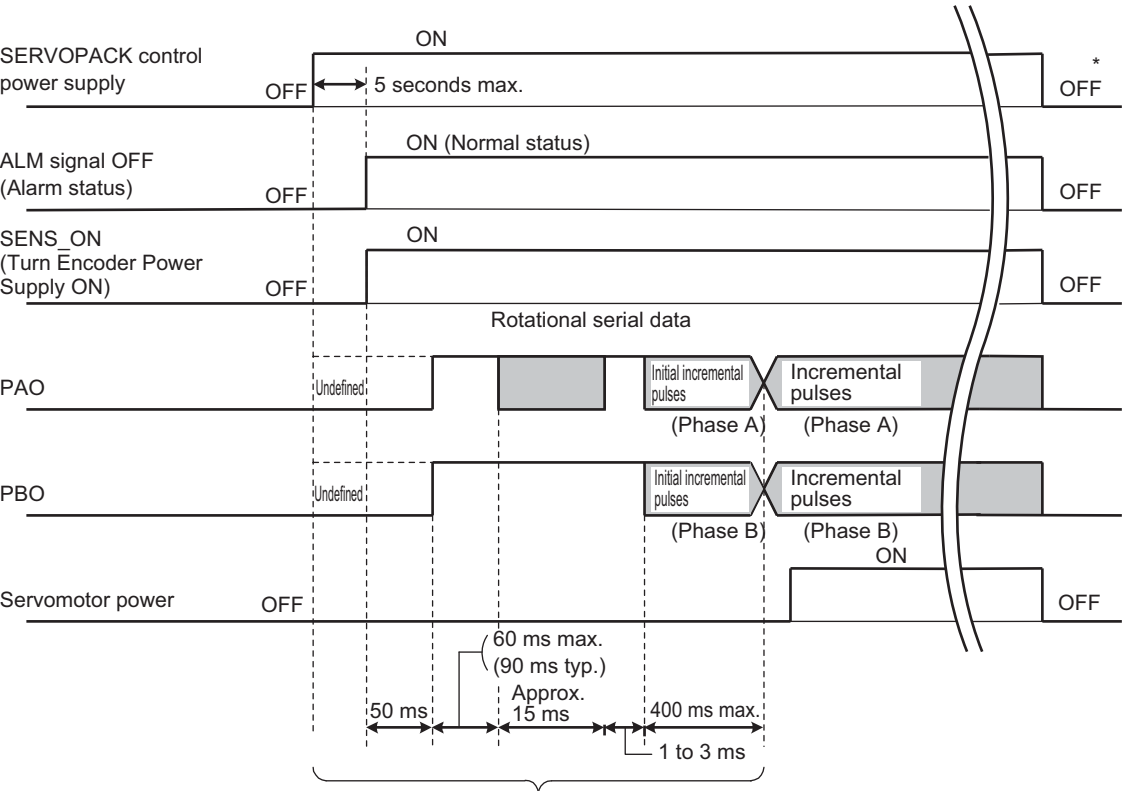 ON
SERVOPACK control
power supply
OFF
5 seconds max.
*
OFF
ON (Normal status)
ALM signal OFF
(Alarm status)
OFF
OFF
SENS_ON
(Turn Encoder Power
Supply ON)
OFF
ON
OFF
Rotational serial data
PAO
Undefined
Initial incremental
pulses
Incremental
pulses
(Phase A)
(Phase A)
PBO
Undefined
Initial incremental
pulses
Incremental
pulses
(Phase B)
(Phase B)
ON
Servomotor power
OFF
OFF
60 ms max.
(90 ms typ.)
Approx.
50 ms
15 ms
400 ms max.
1 to 3 ms